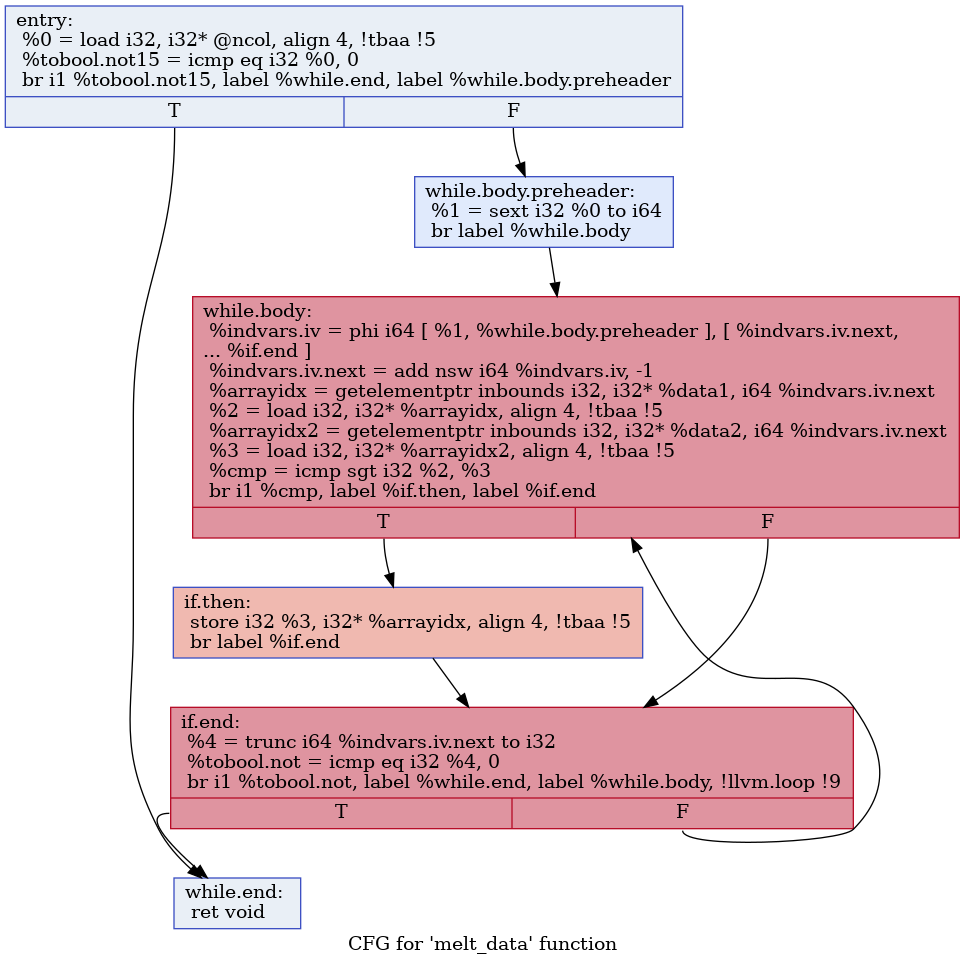 entry:
%0 = load i32, i32* @ncol, align 4, !tbaa !5
%tobool.not15 = icmp eq i32 %0, 0
br i1 %tobool.not15, label %while.end, label %while.body.preheader
T F
while.body.preheader:
%1 = sext i32 %0 to i64
br label %while.body
while.body:
%indvars.iv = phi i64 [ %1, %while.body.preheader ], [ %indvars.iv.next,
... %if.end ]
%indvars.iv.next = add nsw i64 %indvars.iv, -1
%arrayidx = getelementptr inbounds i32, i32* %data1, i64 %indvars.iv.next
%2 = load i32, i32* %arrayidx, align 4, !tbaa !5
%arrayidx2 = getelementptr inbounds i32, i32* %data2, i64 %indvars.iv.next
%3 = load i32, i32* %arrayidx2, align 4, !tbaa !5
%cmp = icmp sgt i32 %2, %3
br i1 %cmp, label %if.then, label %if.end
T F
if.then:
store i32 %3, i32* %arrayidx, align 4, !tbaa !5
br label %if.end
if.end:
%4 = trunc i64 %indvars.iv.next to i32
%tobool.not = icmp eq i32 %4, 0
br i1 %tobool.not, label %while.end, label %while.body, !llvm.loop !9
T F
while.end:
ret void
CFG for 'melt_data' function